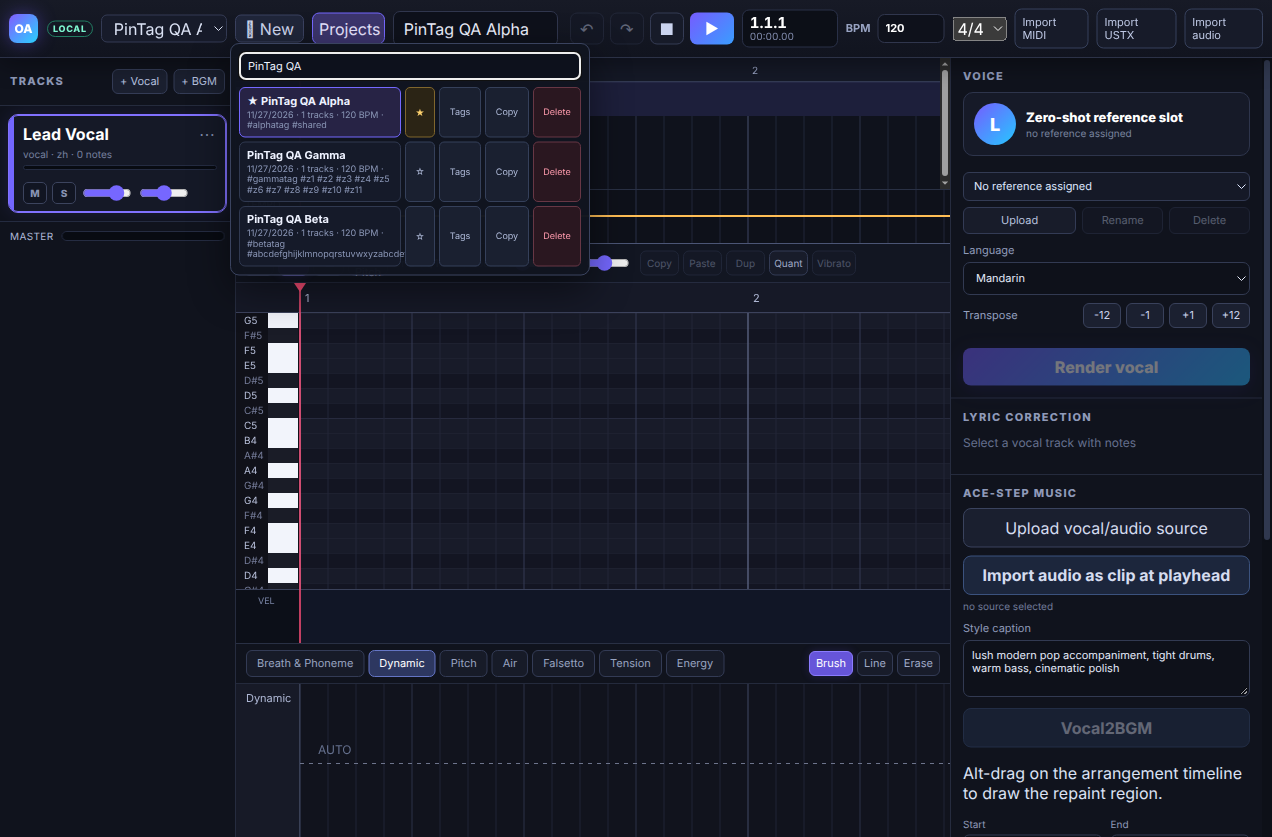 OA
LOCAL
PinTag QA A
New
Projects
PinTag QA Alpha
1.1.1
00:00.00
BPM
120
4/4
Import MIDI
Import USTX
Import audio
TRACKS
+ Vocal
+ BGM
Lead Vocal
...
vocal · zh · 0 notes
M
S
MASTER
PinTag QA
★ PinTag QA Alpha
11/27/2026 · 1 tracks · 120 BPM ·
#alphatag #shared
★
Tags
Copy
Delete
PinTag QA Gamma
11/27/2026 · 1 tracks · 120 BPM ·
#gammatag #z1 #z2 #z3 #z4 #z5
#z6 #z7 #z8 #z9 #z10 #z11
☆
Tags
Copy
Delete
PinTag QA Beta
11/27/2026 · 1 tracks · 120 BPM ·
#betatag
#abcdefghijklmnopqrstuvwxyzabcde
☆
Tags
Copy
Delete
2
Copy
Paste
Dup
Quant
Vibrato
1
2
G5
F#5
F5
E5
D#5
D5
C#5
C5
B4
A#4
A4
G#4
G4
F#4
F4
E4
D#4
D4
VEL
Breath & Phoneme
Dynamic
Pitch
Air
Falsetto
Tension
Energy
Brush
Line
Erase
Dynamic
AUTO
VOICE
L
Zero-shot reference slot
no reference assigned
No reference assigned
Upload
Rename
Delete
Language
Mandarin
Transpose
-12
-1
+1
+12
Render vocal
LYRIC CORRECTION
Select a vocal track with notes
ACE-STEP MUSIC
Upload vocal/audio source
Import audio as clip at playhead
no source selected
Style caption
lush modern pop accompaniment, tight drums,
warm bass, cinematic polish
Vocal2BGM
Alt-drag on the arrangement timeline
to draw the repaint region.
Start
End